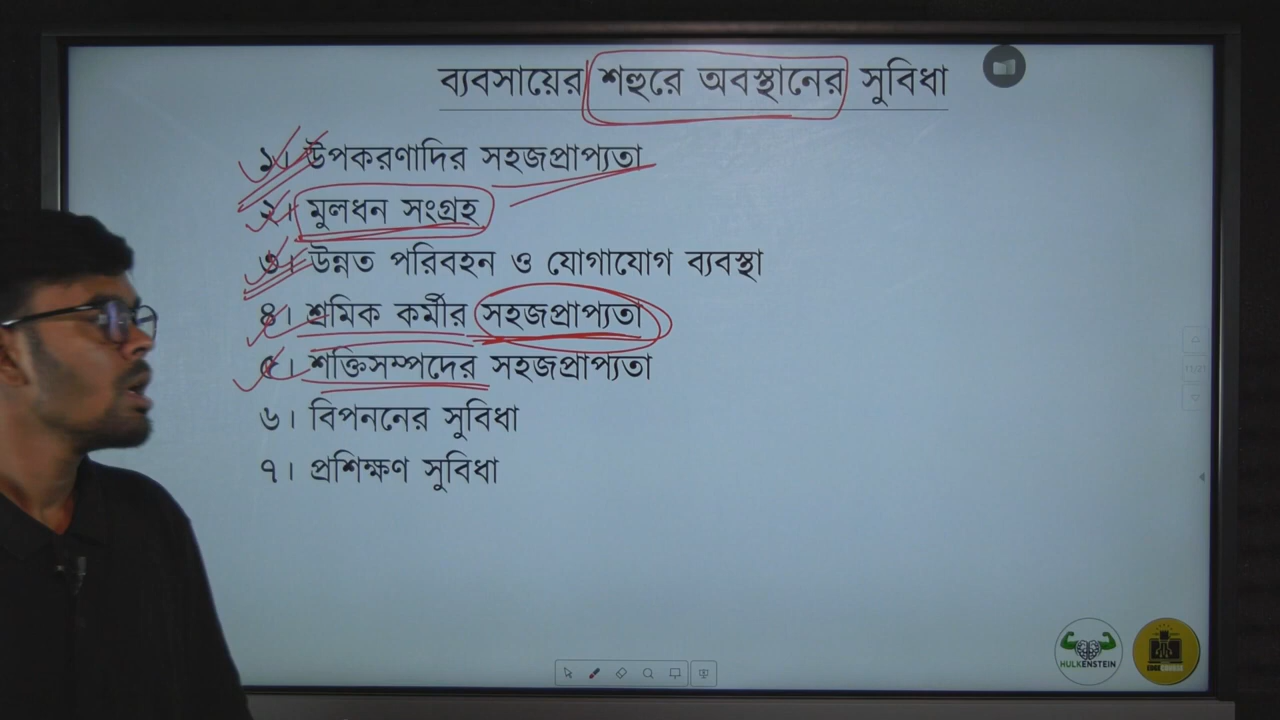 ব্যবসায়ের শহুরে অবস্থানের সুবিধা
১। উপকরণাদির সহজপ্রাপ্যতা
২। মুলধন সংগ্রহ
৩। উন্নত পরিবহন ও যোগাযোগ ব্যবস্থা
৪। শ্রমিক কর্মীর সহজপ্রাপ্যতা
৫। শক্তিসম্পদের সহজপ্রাপ্যতা
৬। বিপননের সুবিধা
৭। প্রশিক্ষণ সুবিধা
HULKENSTEIN